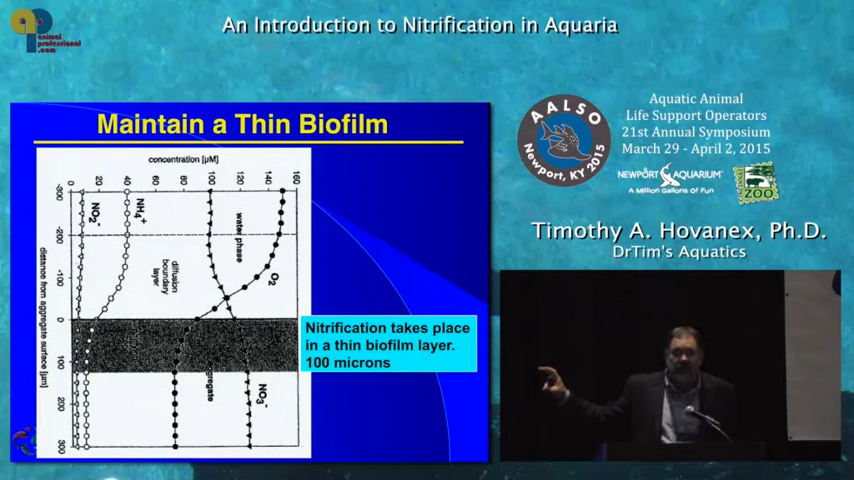 An Introduction to Nitrification in Aquaria
animal
professional
.com
Maintain a Thin Biofilm
concentration [µM]
0 20 40 60 80 100 120 140 160
-300
-200
-100
0
100
200
300
distance from aggregate surface [µm]
NO2-
NH4+
diffusion
boundary
layer
water phase
O2
aggregate
NO3-
Nitrification takes place
in a thin biofilm layer.
100 microns
AALSO
Newport, KY 2015
Aquatic Animal
Life Support Operators
21st Annual Symposium
March 29 - April 2, 2015
NEWPORT AQUARIUM
A Million Gallons of Fun
ZOO
Timothy A. Hovanex, Ph.D.
DrTim's Aquatics